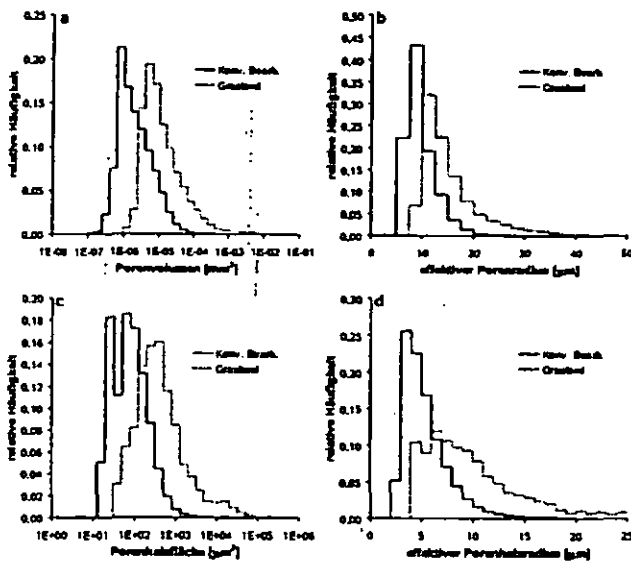 a
relative Häufigkeit
0,25
0,20
0,15
0,10
0,05
0,00
1E-08 1E-07 1E-06 1E-05 1E-04 1E-03 1E-02 1E-01
Porenvolumen [mm³]
Konv. Bearb.
Grasland
b
relative Häufigkeit
0,50
0,45
0,40
0,35
0,30
0,25
0,20
0,15
0,10
0,05
0,00
0 10 20 30 40 50
effektiver Porenradius [µm]
Konv. Bearb.
Grasland
c
relative Häufigkeit
0,20
0,18
0,16
0,14
0,12
0,10
0,08
0,06
0,04
0,02
0,00
1E+00 1E+01 1E+02 1E+03 1E+04 1E+05 1E+06
Porenhalsfläche [µm²]
Konv. Bearb.
Grasland
d
relative Häufigkeit
0,30
0,25
0,20
0,15
0,10
0,05
0,00
0 5 10 15 20 25
effektiver Porenhalsradius [µm]
Konv. Bearb.
Grasland